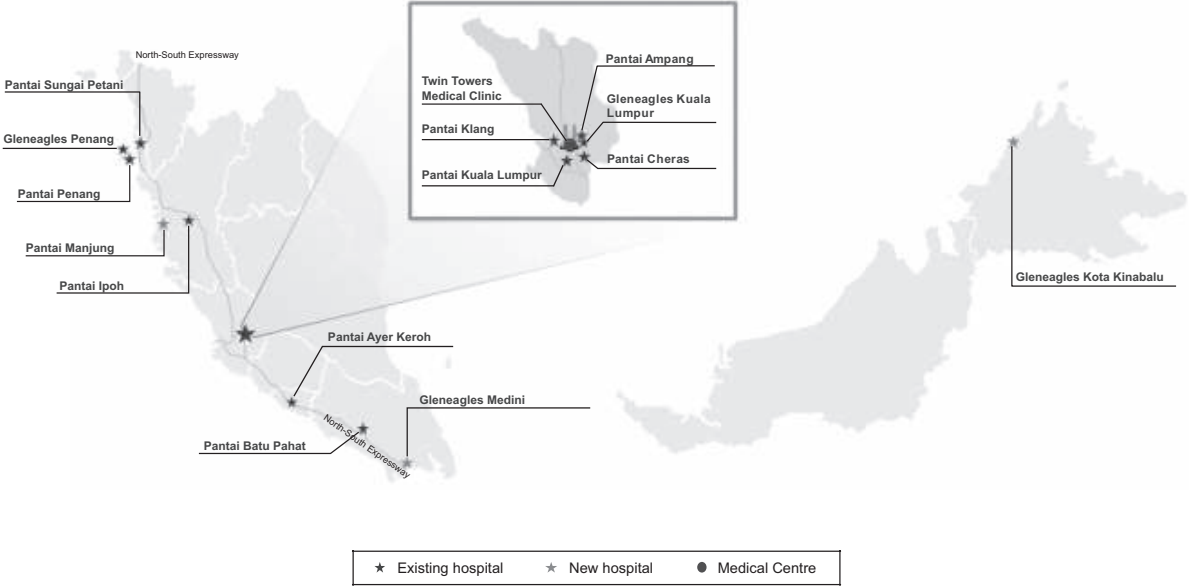 North-South Expressway
Pantai Sungai Petani
Gleneagles Penang
Pantai Penang
Pantai Manjung
Pantai Ipoh
Pantai Ampang
Twin Towers
Medical Clinic
Gleneagles Kuala
Lumpur
Pantai Klang
Pantai Cheras
Pantai Kuala Lumpur
Gleneagles Kota Kinabalu
Pantai Ayer Keroh
Gleneagles Medini
North-South Expressway
Pantai Batu Pahat
Existing hospital
New hospital
Medical Centre